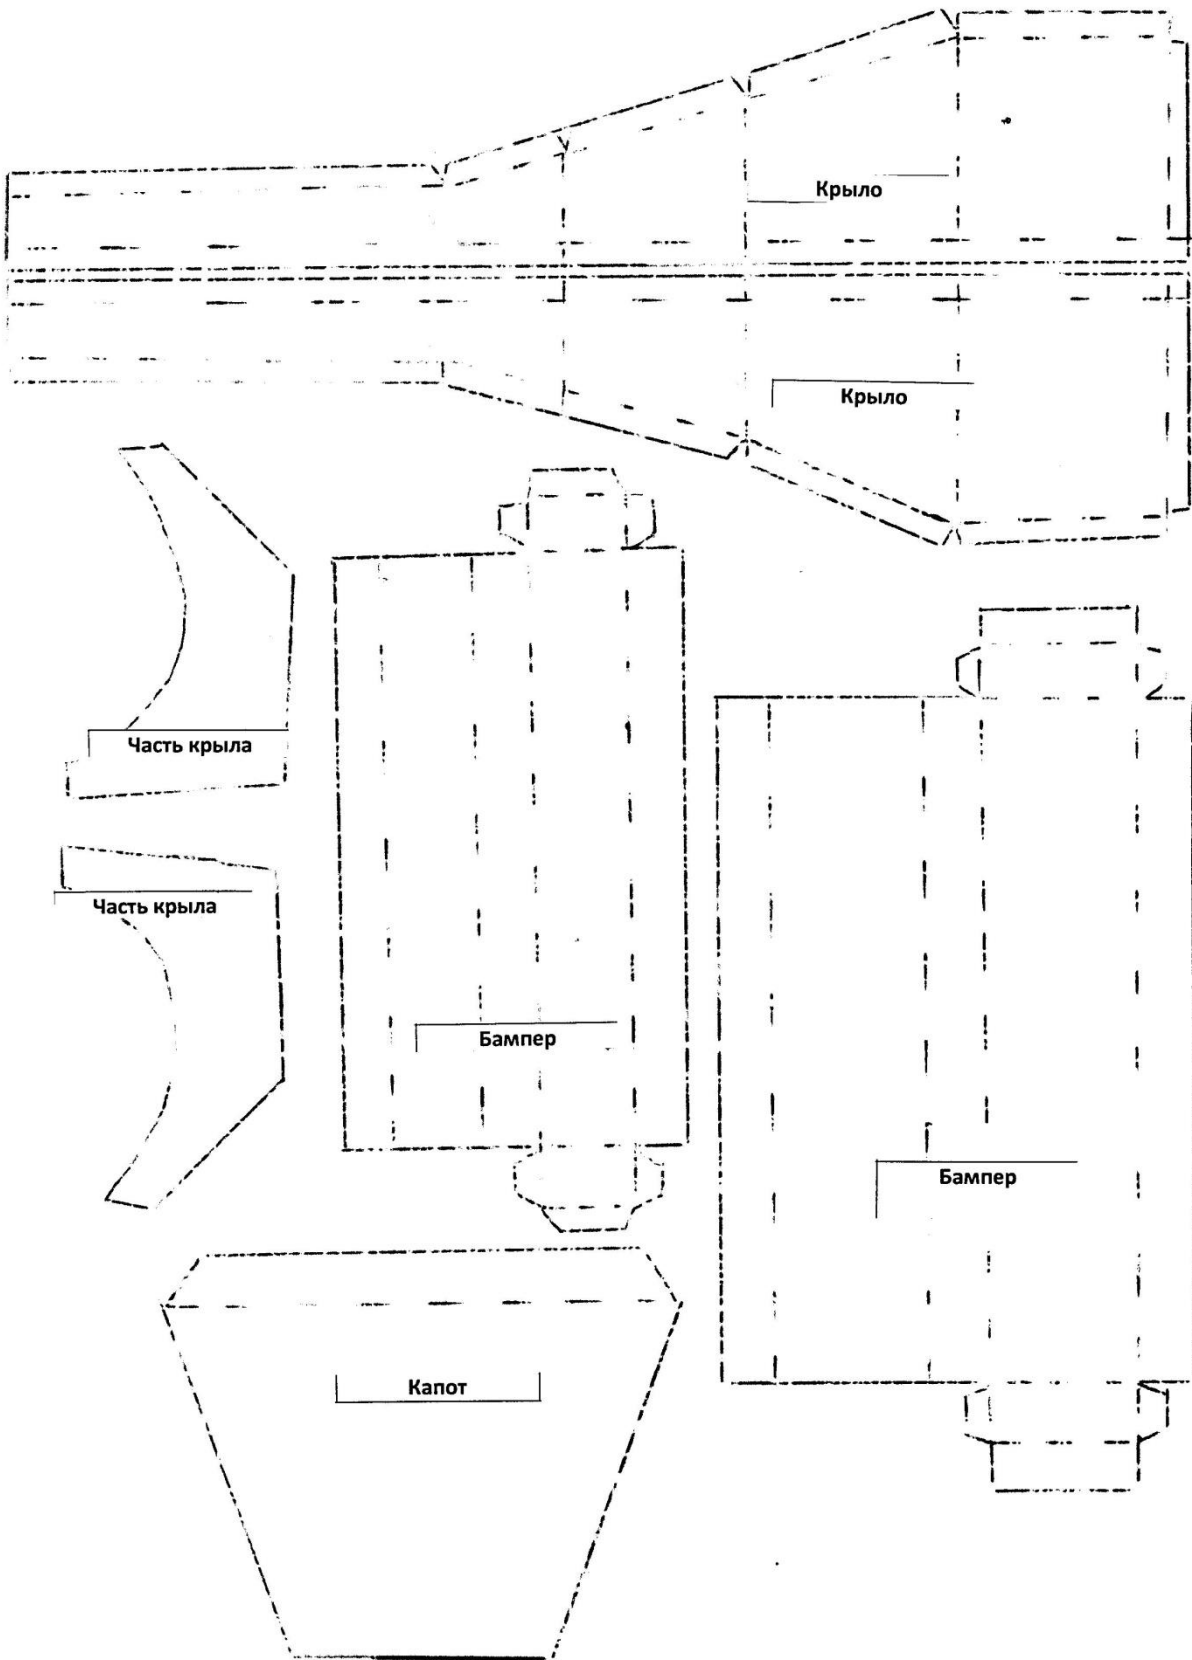 Крыло
Крыло
Часть крыла
Часть крыла
Бампер
Бампер
Капот